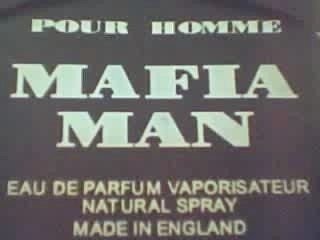 POUR HOMME
MAFIA
MAN
EAU DE PARFUM VAPORISATEUR
NATURAL SPRAY
MADE IN ENGLAND